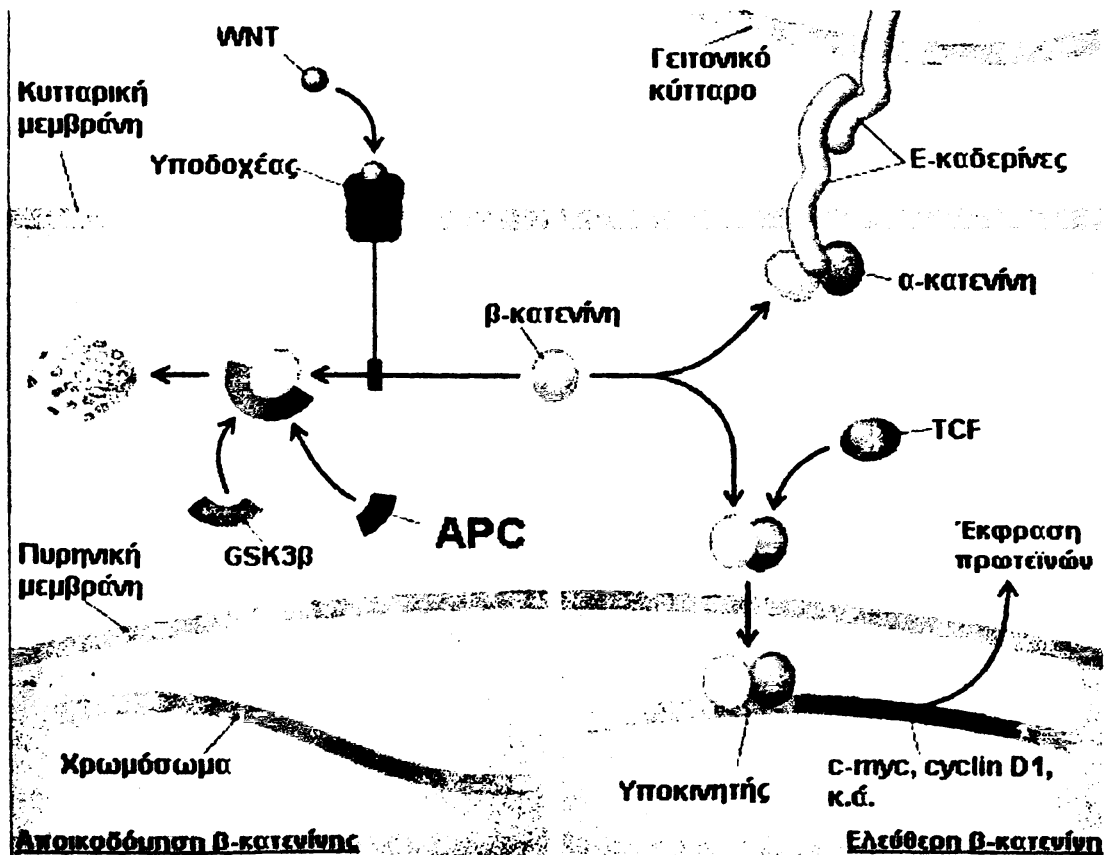 WNT
Κυτταρική
μεμβράνη
Υποδοχέας
Γειτονικό
κύτταρο
Ε-καδερίνες
α-κατενίνη
β-κατενίνη
TCF
GSK3β
APC
Έκφραση
πρωτεϊνών
Πυρηνική
μεμβράνη
Χρωμόσωμα
Υποκινητής
c-myc, cyclin D1,
κ.ά.
Αποικοδόμηση β-κατενίνης
Ελεύθερη β-κατενίνη